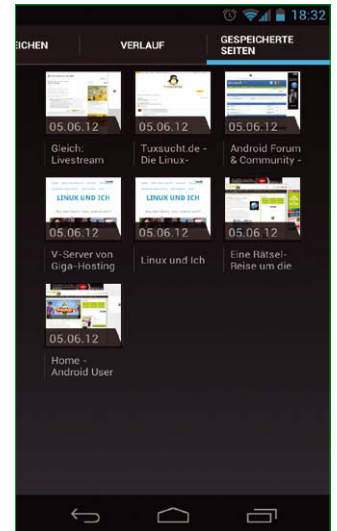 18:32
EICHEN
VERLAUF
GESPEICHERTE
SEITEN
05.06.12
05.06.12
05.06.12
Gleich:
Livestream
Tuxsucht.de -
Die Linux-
Android Forum
& Community -
LINUX UND ICH
LINUX UND ICH
05.06.12
05.06.12
05.06.12
V-Server von
Giga-Hosting
Linux und Ich
Eine Rätsel-
Reise um die
05.06.12
Home -
Android User